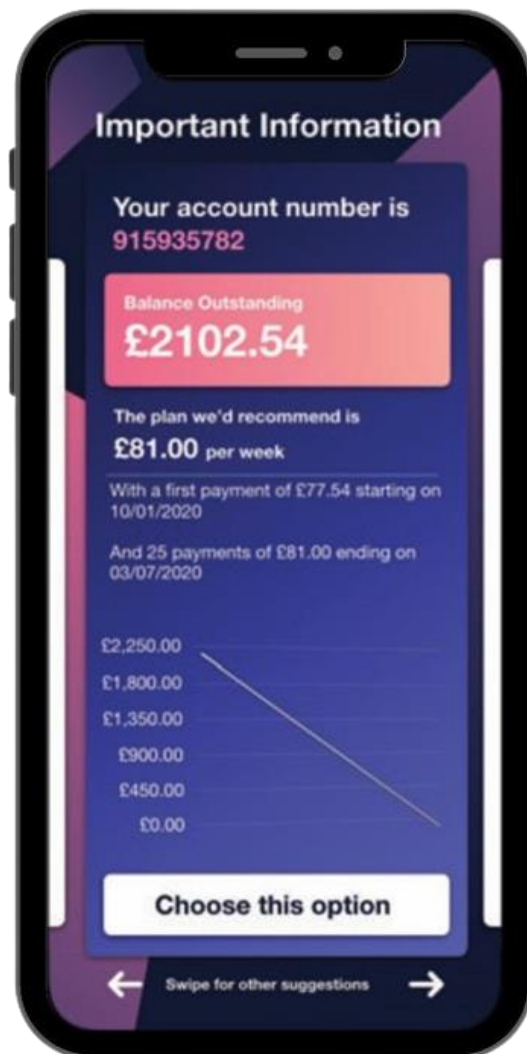 Important Information
Your account number is
915935782
Balance Outstanding
£2102.54
The plan we'd recommend is
£81.00 per week
With a first payment of £77.54 starting on
10/01/2020
And 25 payments of £81.00 ending on
03/07/2020
£2,250.00
£1,800.00
£1,350.00
£900.00
£450.00
£0.00
Choose this option
← Swipe for other suggestions →